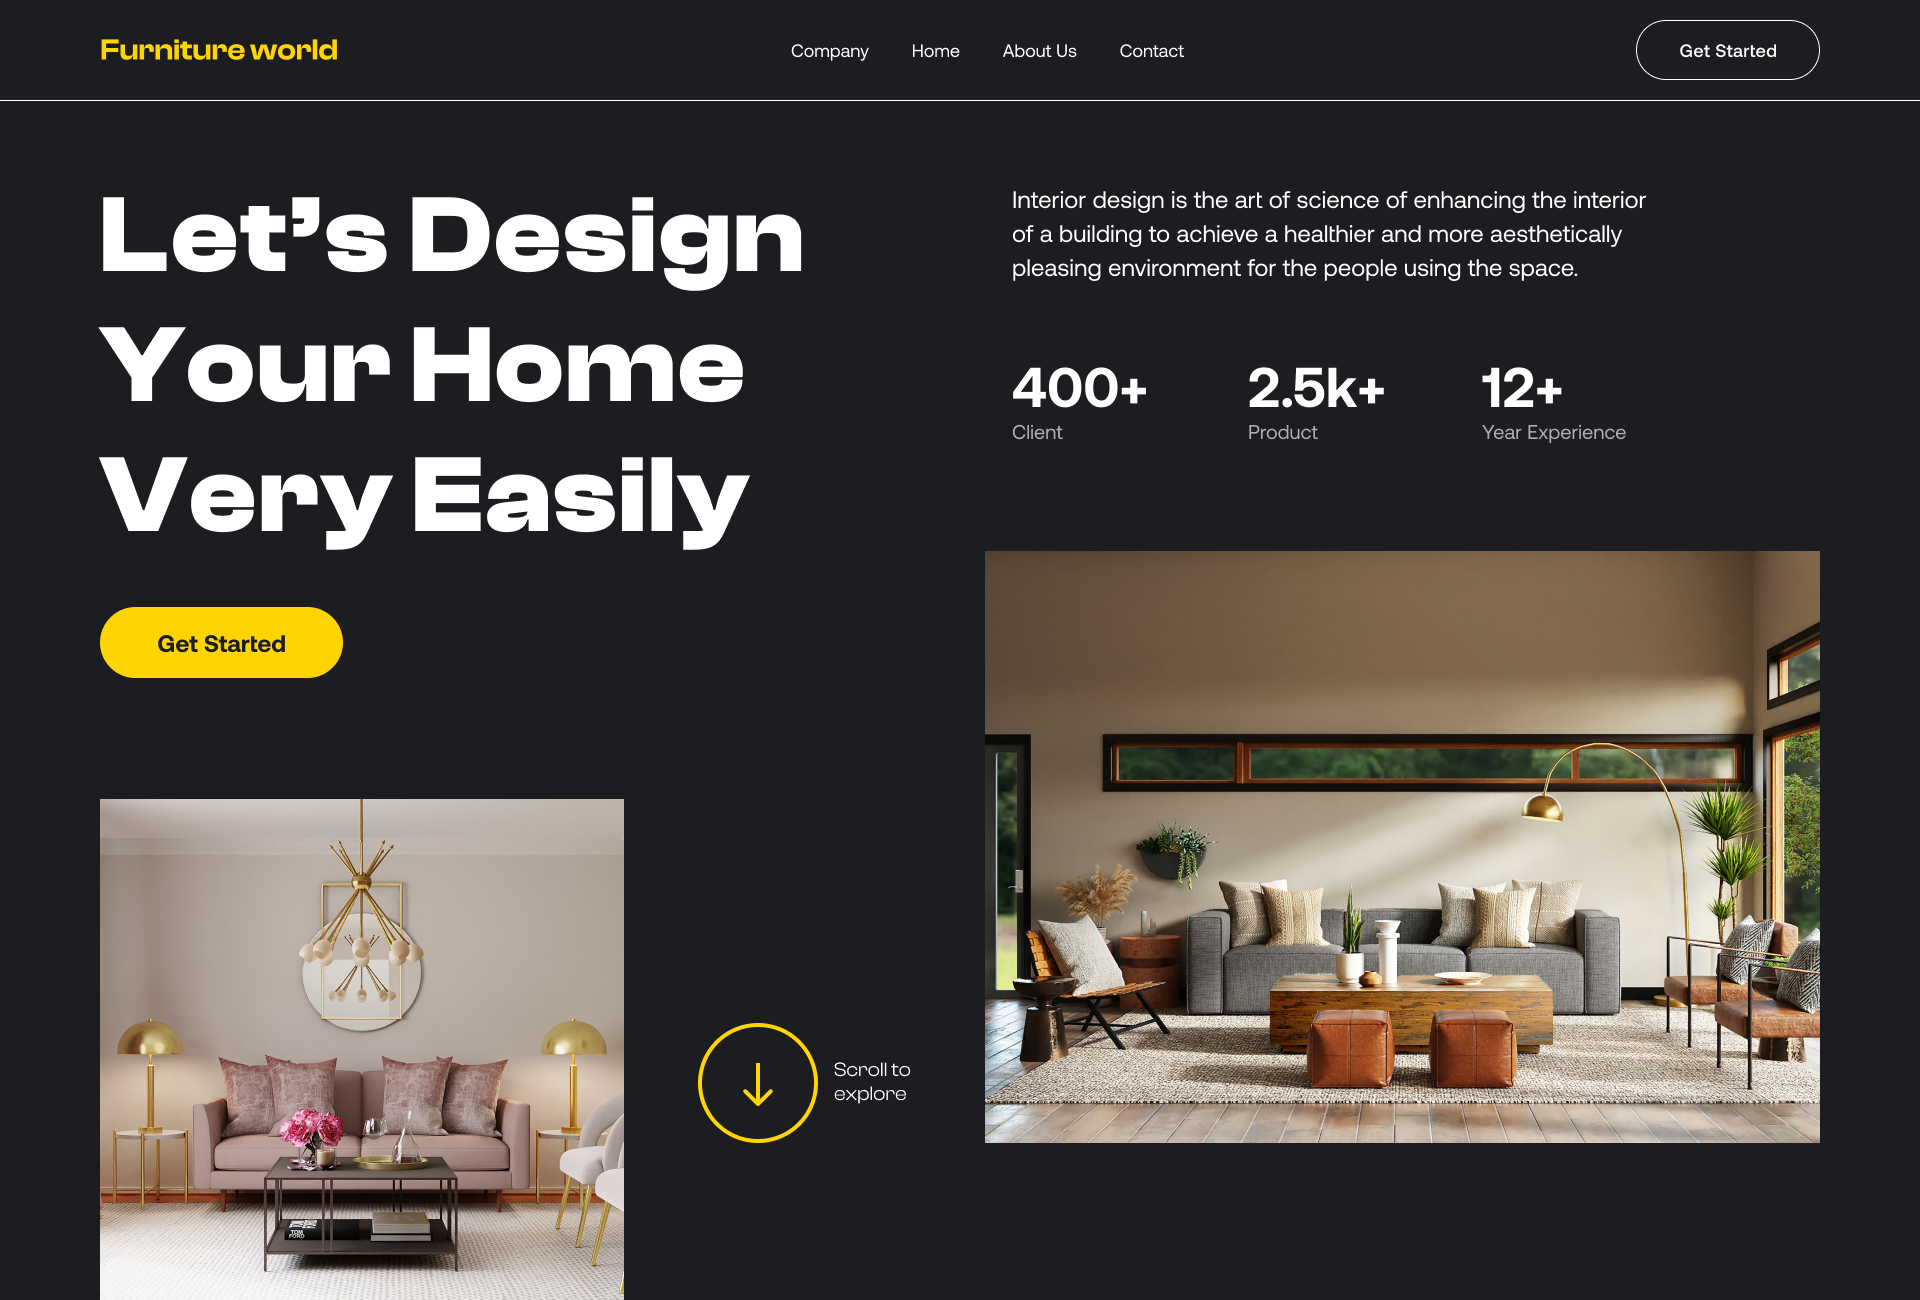 Furniture world
Company Home About Us Contact
Get Started
Let’s Design
Your Home
Very Easily
Interior design is the art of science of enhancing the interior
of a building to achieve a healthier and more aesthetically
pleasing environment for the people using the space.
400+ 2.5k+ 12+
Client Product Year Experience
Get Started
Scroll to
explore
TOM
FORD